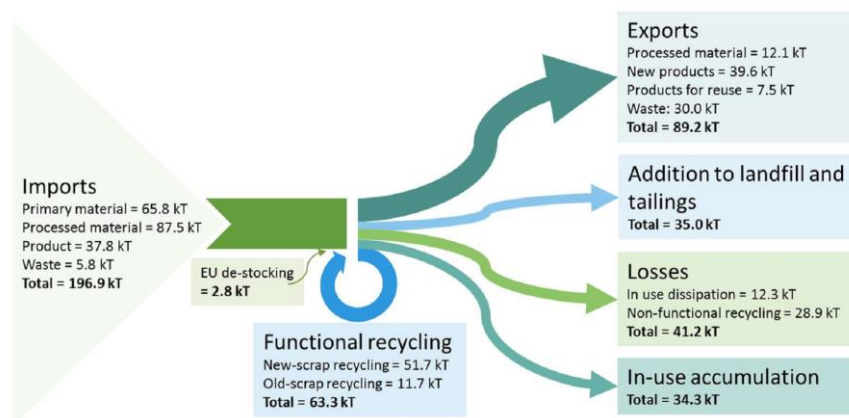 Imports
Primary material = 65.8 kT
Processed material = 87.5 kT
Product = 37.8 kT
Waste = 5.8 kT
Total = 196.9 kT
EU de-stocking
= 2.8 kT
Functional recycling
New-scrap recycling = 51.7 kT
Old-scrap recycling = 11.7 kT
Total = 63.3 kT
Exports
Processed material = 12.1 kT
New products = 39.6 kT
Products for reuse = 7.5 kT
Waste: 30.0 kT
Total = 89.2 kT
Addition to landfill and
tailings
Total = 35.0 kT
Losses
In use dissipation = 12.3 kT
Non-functional recycling = 28.9 kT
Total = 41.2 kT
In-use accumulation
Total = 34.3 kT